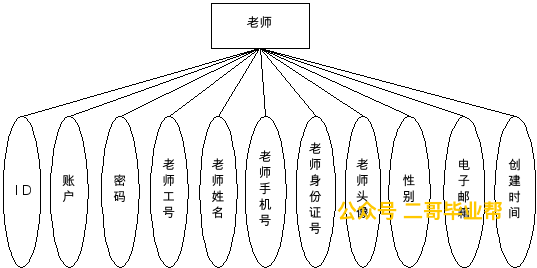 老师
ID
账户
密码
老师工号
老师姓名
老师手机号
老师身份证号
老师头像
性别
电子邮箱
创建时间
公众号 二哥毕业帮